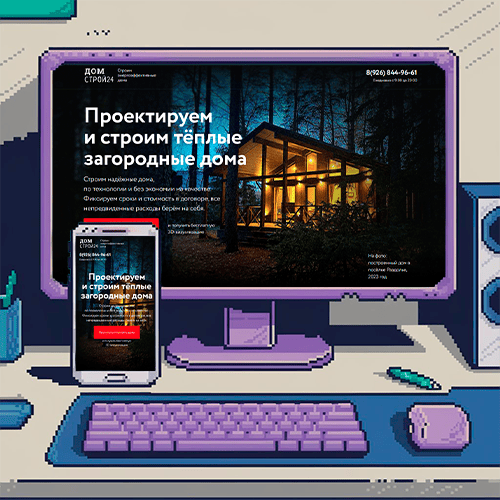 ДОМ
СТРОЙ24
Строим
энергоэффективные
дома
8(926) 844-96-61
Ежедневно с 9:00 до 20:00
Проектируем
и строим тёплые
загородные дома
Строим надёжные дома,
по технологии и без экономии на качестве.
Фиксируем сроки и стоимость в договоре, все
непредвиденные расходы берём на себя.
и получить бесплатную
3D-визуализацию
На фото:
построенный дом в
посёлке Раздолье,
2023 год
ДОМ
СТРОЙ24
8(926) 844-96-61
Проектируем
и строим тёплые
загородные дома